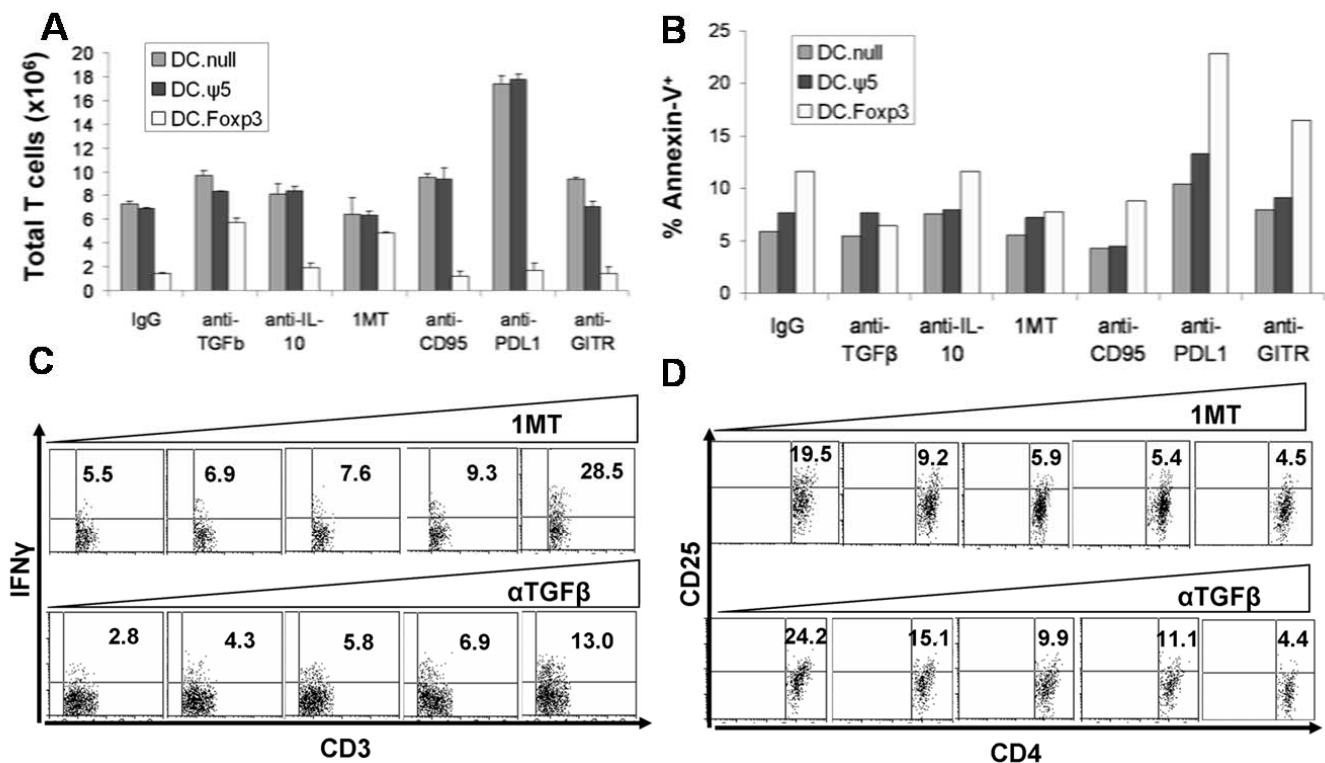 A
Total T cells (x10⁶)
20
18
16
14
12
10
8
6
4
2
0
DC.null
DC.ψ5
DC.Foxp3
IgG
anti-
TGFb
anti-IL-
10
1MT
anti-
CD95
anti-
PDL1
anti-
GITR
B
% Annexin-V⁺
25
20
15
10
5
0
DC.null
DC.ψ5
DC.Foxp3
IgG
anti-
TGFβ
anti-IL-
10
1MT
anti-
CD95
anti-
PDL1
anti-
GITR
C
1MT
5.5 6.9 7.6 9.3 28.5
IFNγ
αTGFβ
2.8 4.3 5.8 6.9 13.0
CD3
D
1MT
19.5 9.2 5.9 5.4 4.5
CD25
αTGFβ
24.2 15.1 9.9 11.1 4.4
CD4